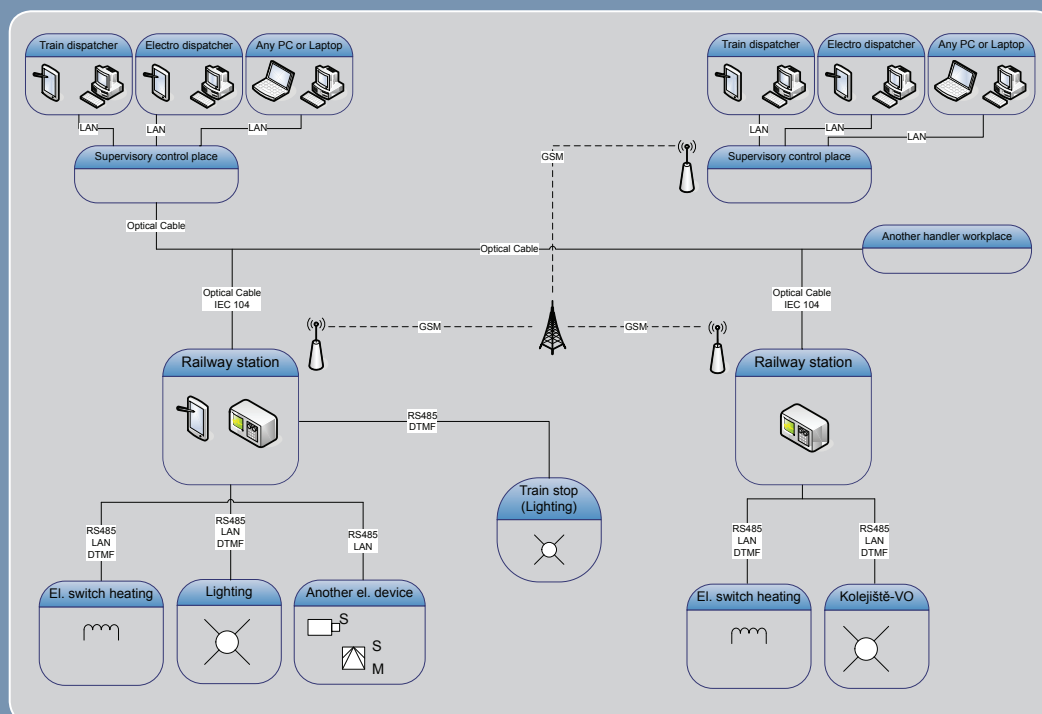 Train dispatcher
Electro dispatcher
Any PC or Laptop
Train dispatcher
Electro dispatcher
Any PC or Laptop
LAN
LAN
LAN
LAN
LAN
LAN
Supervisory control place
GSM
Supervisory control place
Optical Cable
Another handler workplace
Optical Cable
Optical Cable
IEC 104
Optical Cable
IEC 104
GSM
GSM
Railway station
Railway station
RS485
DTMF
Train stop
(Lighting)
RS485
LAN
DTMF
RS485
LAN
DTMF
RS485
LAN
RS485
LAN
DTMF
RS485
LAN
DTMF
El. switch heating
Lighting
Another el. device
S
S
M
El. switch heating
Kolejiště-VO